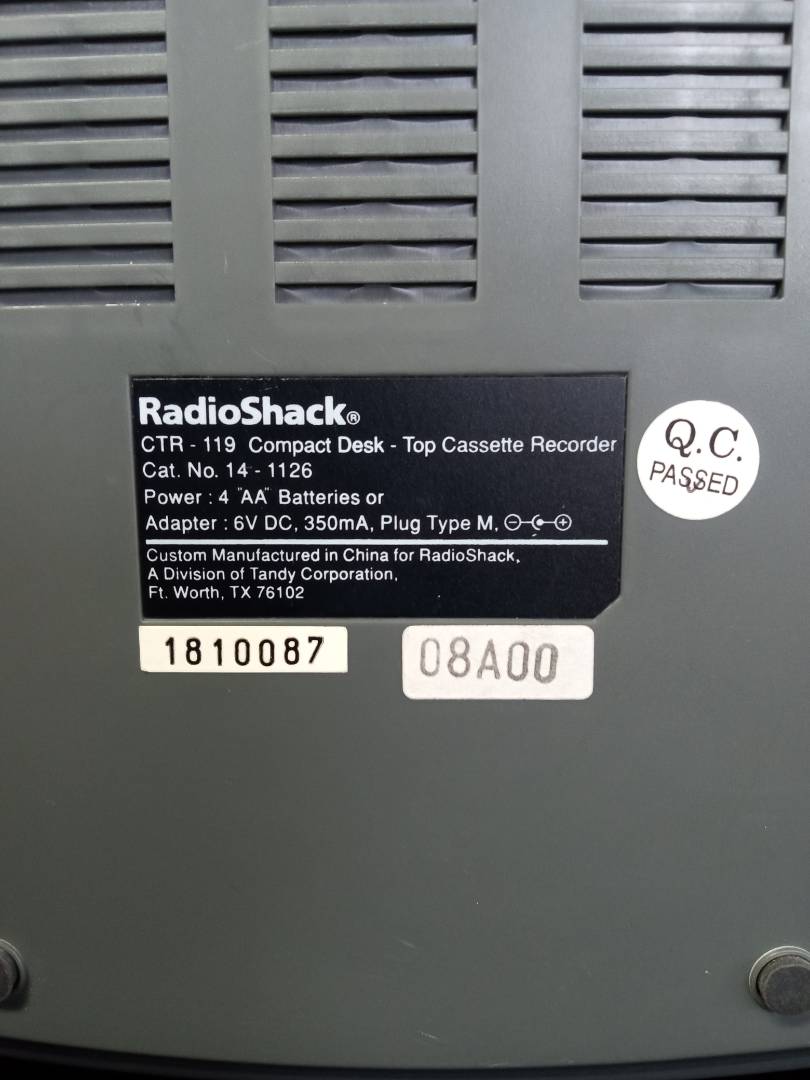 RadioShack®
CTR - 119 Compact Desk - Top Cassette Recorder
Cat. No. 14 - 1126
Power : 4 "AA" Batteries or
Adapter : 6V DC, 350mA, Plug Type M,
Custom Manufactured in China for RadioShack,
A Division of Tandy Corporation,
Ft. Worth, TX 76102
Q.C.
PASSED
1810087
08A00